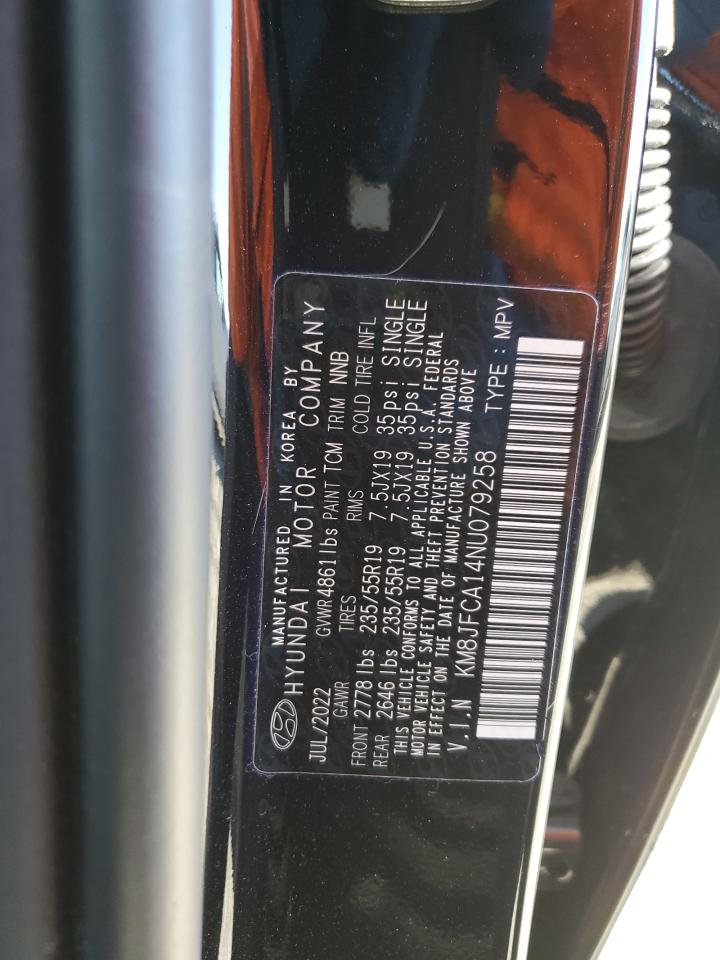 MANUFACTURED IN KOREA BY
HYUNDAI MOTOR COMPANY
JUL/2022 GVWR 4861 lbs PAINT TCM TRIM NNB
GAWR TIRES RIMS COLD TIRE INFL
FRONT 2778 lbs 235/55R19 7.5JX19 35psi SINGLE
REAR 2646 lbs 235/55R19 7.5JX19 35psi SINGLE
THIS VEHICLE CONFORMS TO ALL APPLICABLE U.S.A. FEDERAL
MOTOR VEHICLE SAFETY AND THEFT PREVENTION STANDARDS
IN EFFECT ON THE DATE OF MANUFACTURE SHOWN ABOVE
V.I.N KM8JFCA14NU079258 TYPE : MPV